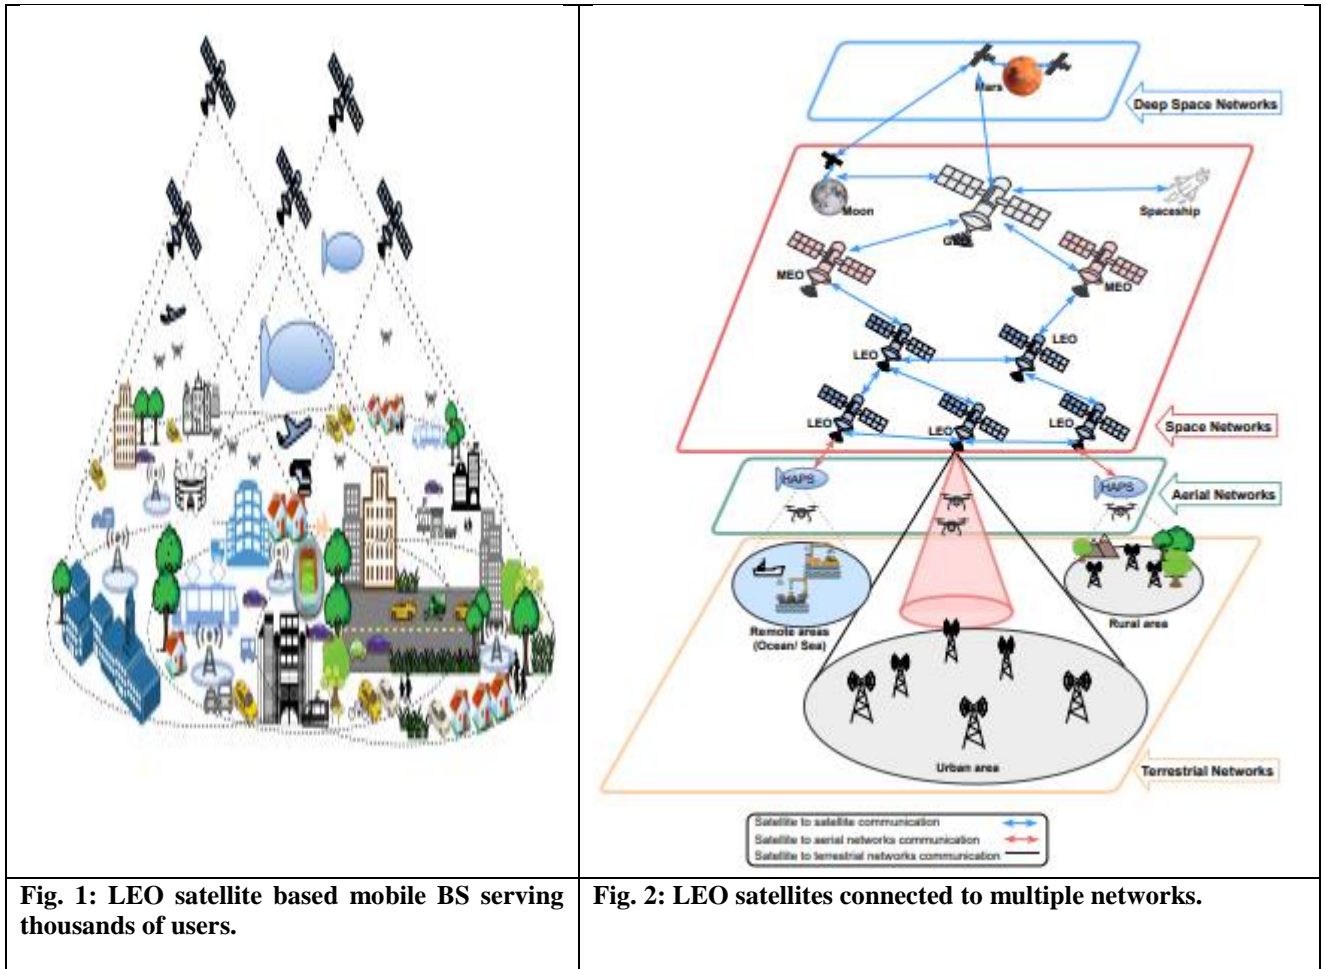 Mars
Deep Space Networks
Moon
Spaceship
MEO
MEO
LEO
LEO
LEO
LEO
LEO
Space Networks
HAPS
HAPS
Aerial Networks
Remote areas
(Ocean/ Sea)
Rural area
Urban area
Terrestrial Networks
Satellite to satellite communication
Satellite to aerial networks communication
Satellite to terrestrial networks communication
Fig. 1: LEO satellite based mobile BS serving
thousands of users.
Fig. 2: LEO satellites connected to multiple networks.